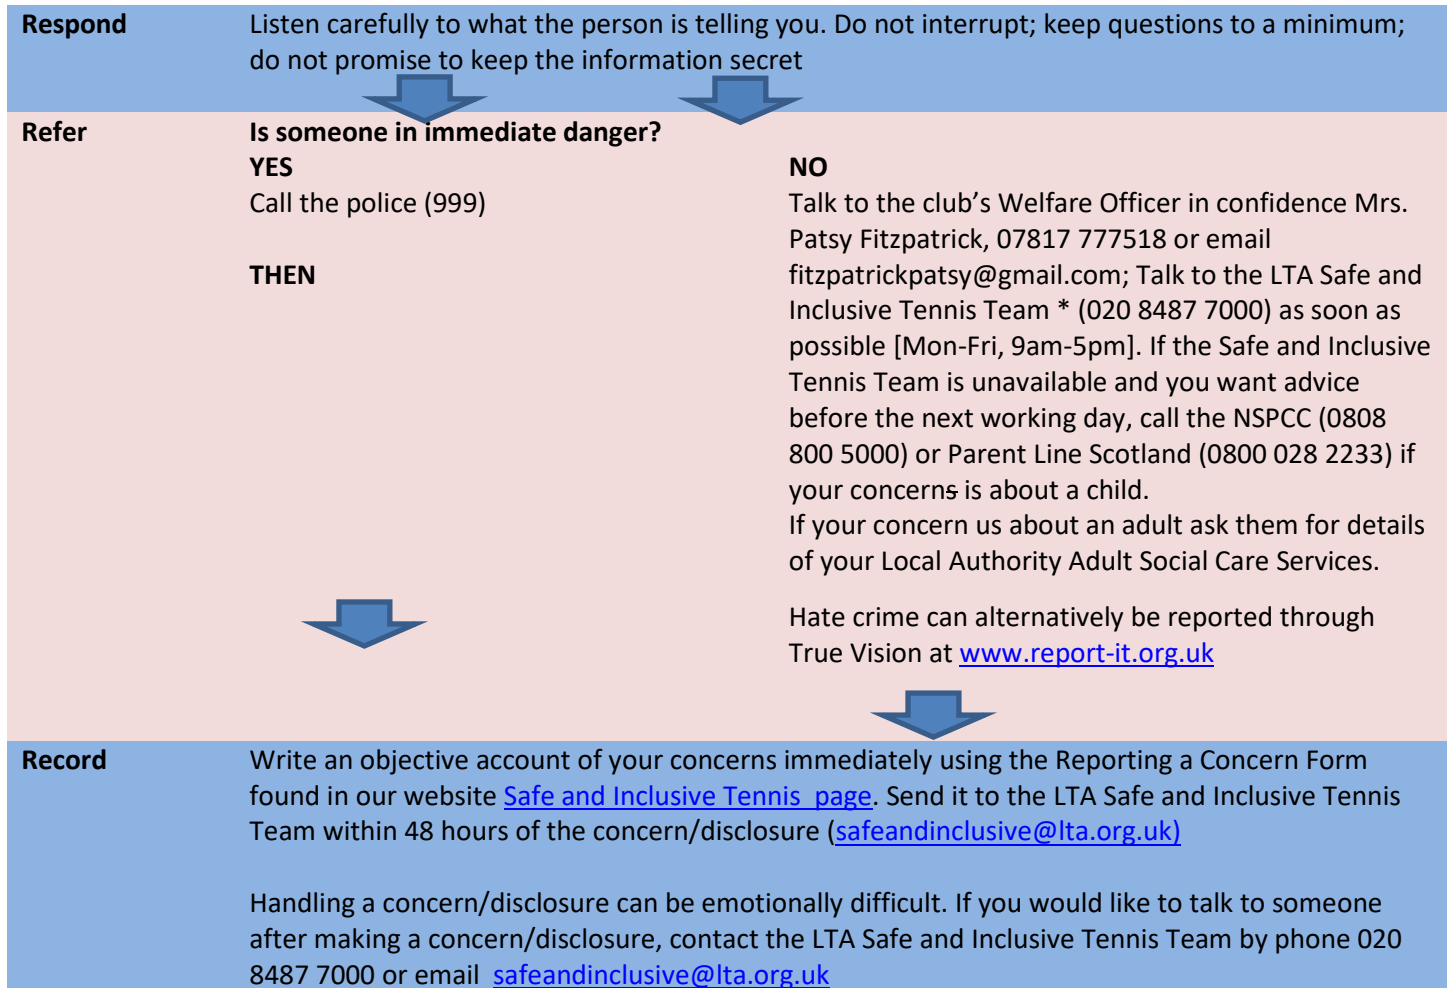 Respond
Listen carefully to what the person is telling you. Do not interrupt; keep questions to a minimum;
do not promise to keep the information secret
Refer
Is someone in immediate danger?
YES
Call the police (999)
THEN
NO
Talk to the club’s Welfare Officer in confidence Mrs.
Patsy Fitzpatrick, 07817 777518 or email
fitzpatrickpatsy@gmail.com; Talk to the LTA Safe and
Inclusive Tennis Team * (020 8487 7000) as soon as
possible [Mon-Fri, 9am-5pm]. If the Safe and Inclusive
Tennis Team is unavailable and you want advice
before the next working day, call the NSPCC (0808
800 5000) or Parent Line Scotland (0800 028 2233) if
your concerns is about a child.
If your concern us about an adult ask them for details
of your Local Authority Adult Social Care Services.
Hate crime can alternatively be reported through
True Vision at www.report-it.org.uk
Record
Write an objective account of your concerns immediately using the Reporting a Concern Form
found in our website Safe and Inclusive Tennis  page. Send it to the LTA Safe and Inclusive Tennis
Team within 48 hours of the concern/disclosure (safeandinclusive@lta.org.uk)
Handling a concern/disclosure can be emotionally difficult. If you would like to talk to someone
after making a concern/disclosure, contact the LTA Safe and Inclusive Tennis Team by phone 020
8487 7000 or email  safeandinclusive@lta.org.uk